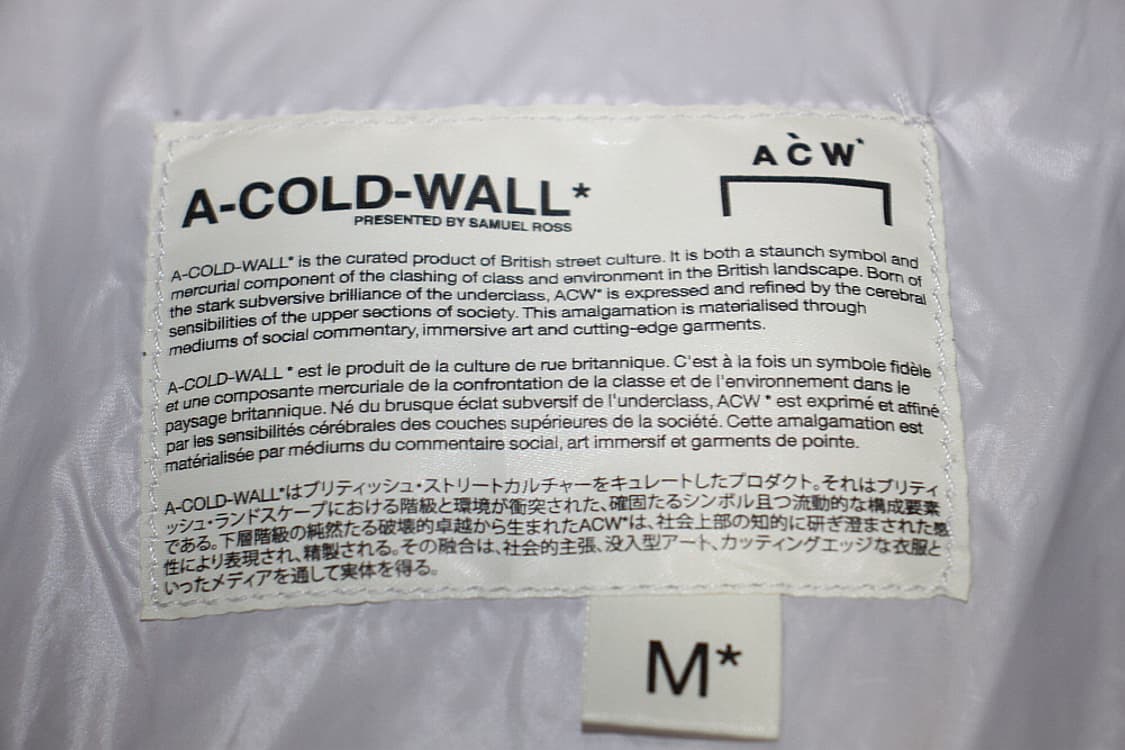 A-COLD-WALL*
PRESENTED BY SAMUEL ROSS
ACW*
A-COLD-WALL* is the curated product of British street culture. It is both a staunch symbol and
mercurial component of the clashing of class and environment in the British landscape. Born of
the stark subversive brilliance of the underclass, ACW* is expressed and refined by the cerebral
sensibilities of the upper sections of society. This amalgamation is materialised through
mediums of social commentary, immersive art and cutting-edge garments.
A-COLD-WALL * est le produit de la culture de rue britannique. C'est à la fois un symbole fidèle
et une composante mercuriale de la confrontation de la classe et de l'environnement dans le
paysage britannique. Né du brusque éclat subversif de l'underclass, ACW * est exprimé et affiné
par les sensibilités cérébrales des couches supérieures de la société. Cette amalgamation est
matérialisée par médiums du commentaire social, art immersif et garments de pointe.
A-COLD-WALL*はブリティッシュ・ストリートカルチャーをキュレートしたプロダクト。それはブリティ
ッシュ・ランドスケープにおける階級と環境が衝突された、確固たるシンボル且つ流動的な構成要素
である。下層階級の純然たる破壊的卓越から生まれたACW*は、社会上部の知的に研ぎ澄まされた感
性により表現され、精製される。その融合は、社会的主張、没入型アート、カッティングエッジな衣服と
いったメディアを通して実体を得る。
M*